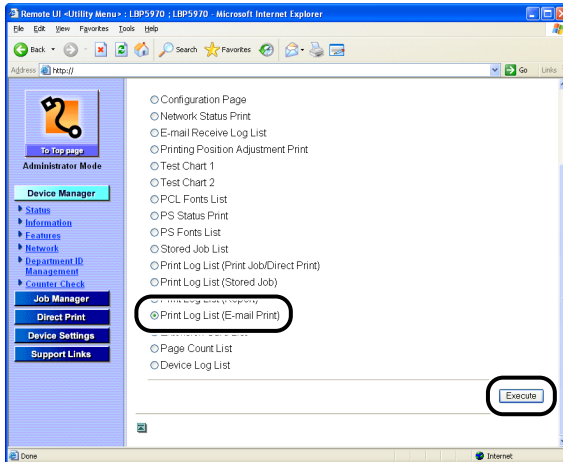 Remote UI <Utility Menu> : LBP5970 ; LBP5970 - Microsoft Internet Explorer
File Edit View Favorites Tools Help
Back Search Favorites
Address http:// Go Links
To Top page
Administrator Mode
Device Manager
Status
Information
Features
Network
Department ID
Management
Counter Check
Job Manager
Direct Print
Device Settings
Support Links
Configuration Page
Network Status Print
E-mail Receive Log List
Printing Position Adjustment Print
Test Chart 1
Test Chart 2
PCL Fonts List
PS Status Print
PS Fonts List
Stored Job List
Print Log List (Print Job/Direct Print)
Print Log List (Stored Job)
Print Log List (Report)
Print Log List (E-mail Print)
Page Count List
Device Log List
Execute
Done Internet